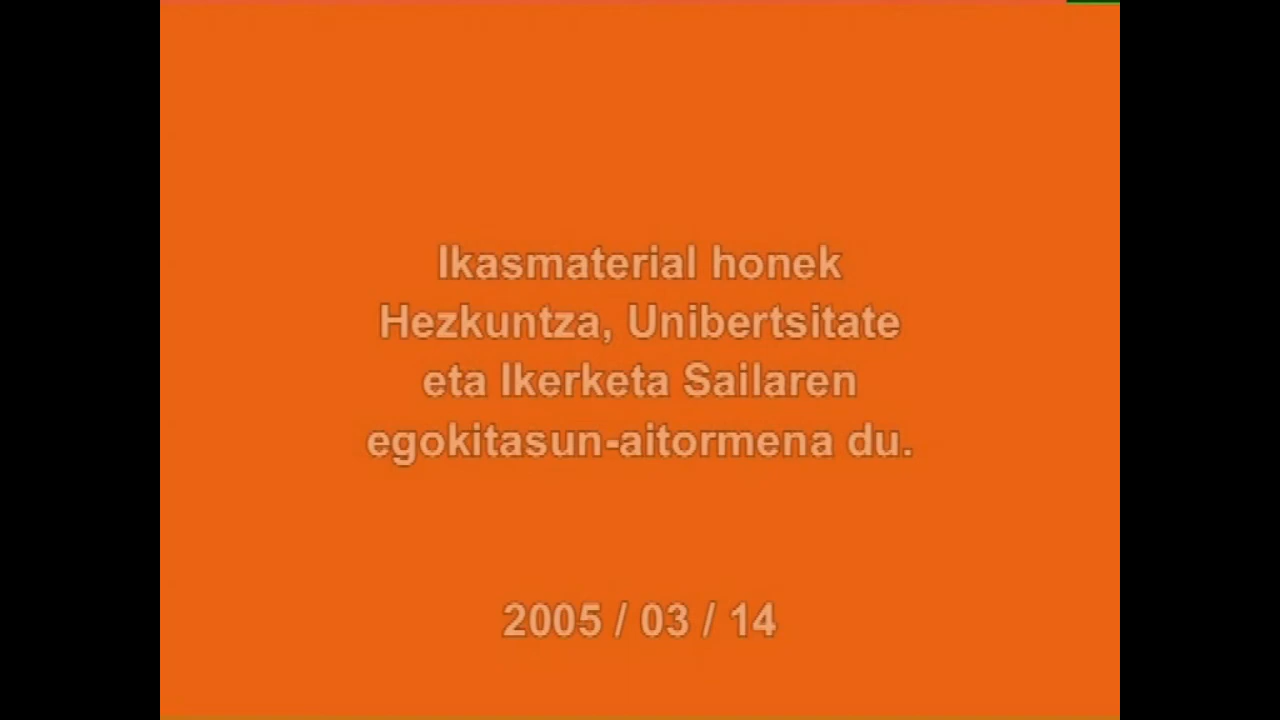 Ikasmaterial honek
Hezkuntza, Unibertsitate
eta Ikerketa Sailaren
egokitasun-aitormena du.
2005 / 03 / 14